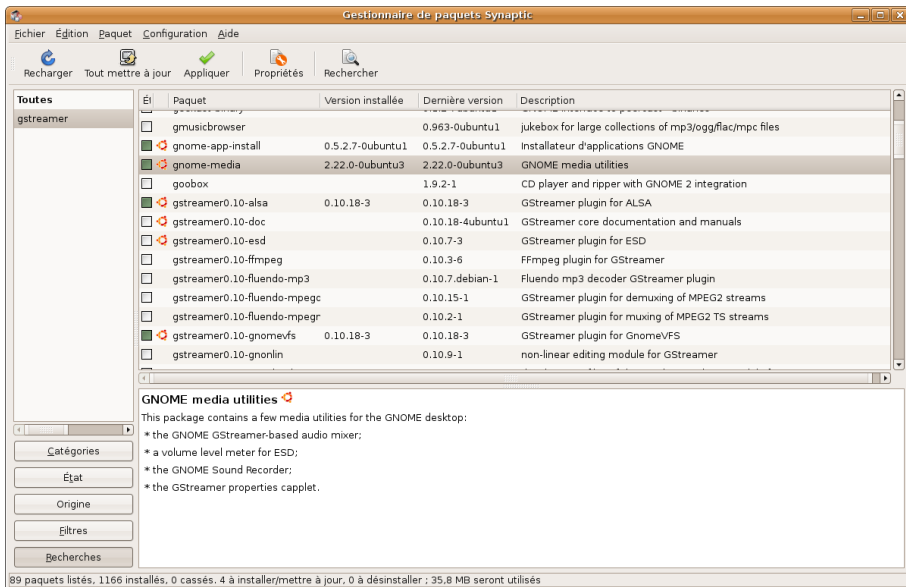 Gestionnaire de paquets Synaptic
Fichier Édition Paquet Configuration Aide
Recharger Tout mettre à jour Appliquer Propriétés Rechercher
Toutes
gstreamer
Ét Paquet Version installée Dernière version Description
gmusicbrowser 0.963-0ubuntu1 jukebox for large collections of mp3/ogg/flac/mpc files
gnome-app-install 0.5.2.7-0ubuntu1 0.5.2.7-0ubuntu1 Installateur d'applications GNOME
gnome-media 2.22.0-0ubuntu3 2.22.0-0ubuntu3 GNOME media utilities
goobox 1.9.2-1 CD player and ripper with GNOME 2 integration
gstreamer0.10-alsa 0.10.18-3 0.10.18-3 GStreamer plugin for ALSA
gstreamer0.10-doc 0.10.18-4ubuntu1 GStreamer core documentation and manuals
gstreamer0.10-esd 0.10.7-3 GStreamer plugin for ESD
gstreamer0.10-ffmpeg 0.10.3-6 FFmpeg plugin for GStreamer
gstreamer0.10-fluendo-mp3 0.10.7.debian-1 Fluendo mp3 decoder GStreamer plugin
gstreamer0.10-fluendo-mpegc 0.10.15-1 GStreamer plugin for demuxing of MPEG2 streams
gstreamer0.10-fluendo-mpegr 0.10.2-1 GStreamer plugin for muxing of MPEG2 TS streams
gstreamer0.10-gnomevfs 0.10.18-3 0.10.18-3 GStreamer plugin for GnomeVFS
gstreamer0.10-gnonlin 0.10.9-1 non-linear editing module for GStreamer
GNOME media utilities
This package contains a few media utilities for the GNOME desktop:
* the GNOME GStreamer-based audio mixer;
* a volume level meter for ESD;
* the GNOME Sound Recorder;
* the GStreamer properties capplet.
Catégories
État
Origine
Filtres
Recherches
89 paquets listés, 1166 installés, 0 cassés. 4 à installer/mettre à jour, 0 à désinstaller ; 35,8 MB seront utilisés